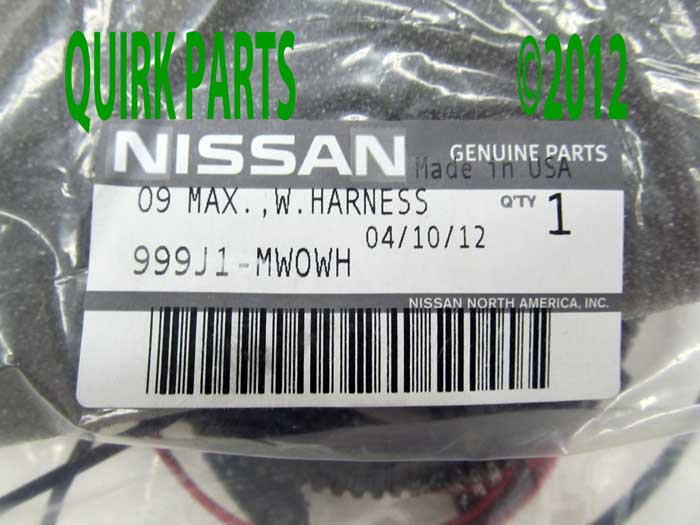 QUIRK PARTS ©2012
NISSAN GENUINE PARTS
Made in USA
09 MAX.,W.HARNESS Q'TY 1
04/10/12
999J1-MW0WH
NISSAN NORTH AMERICA, INC.